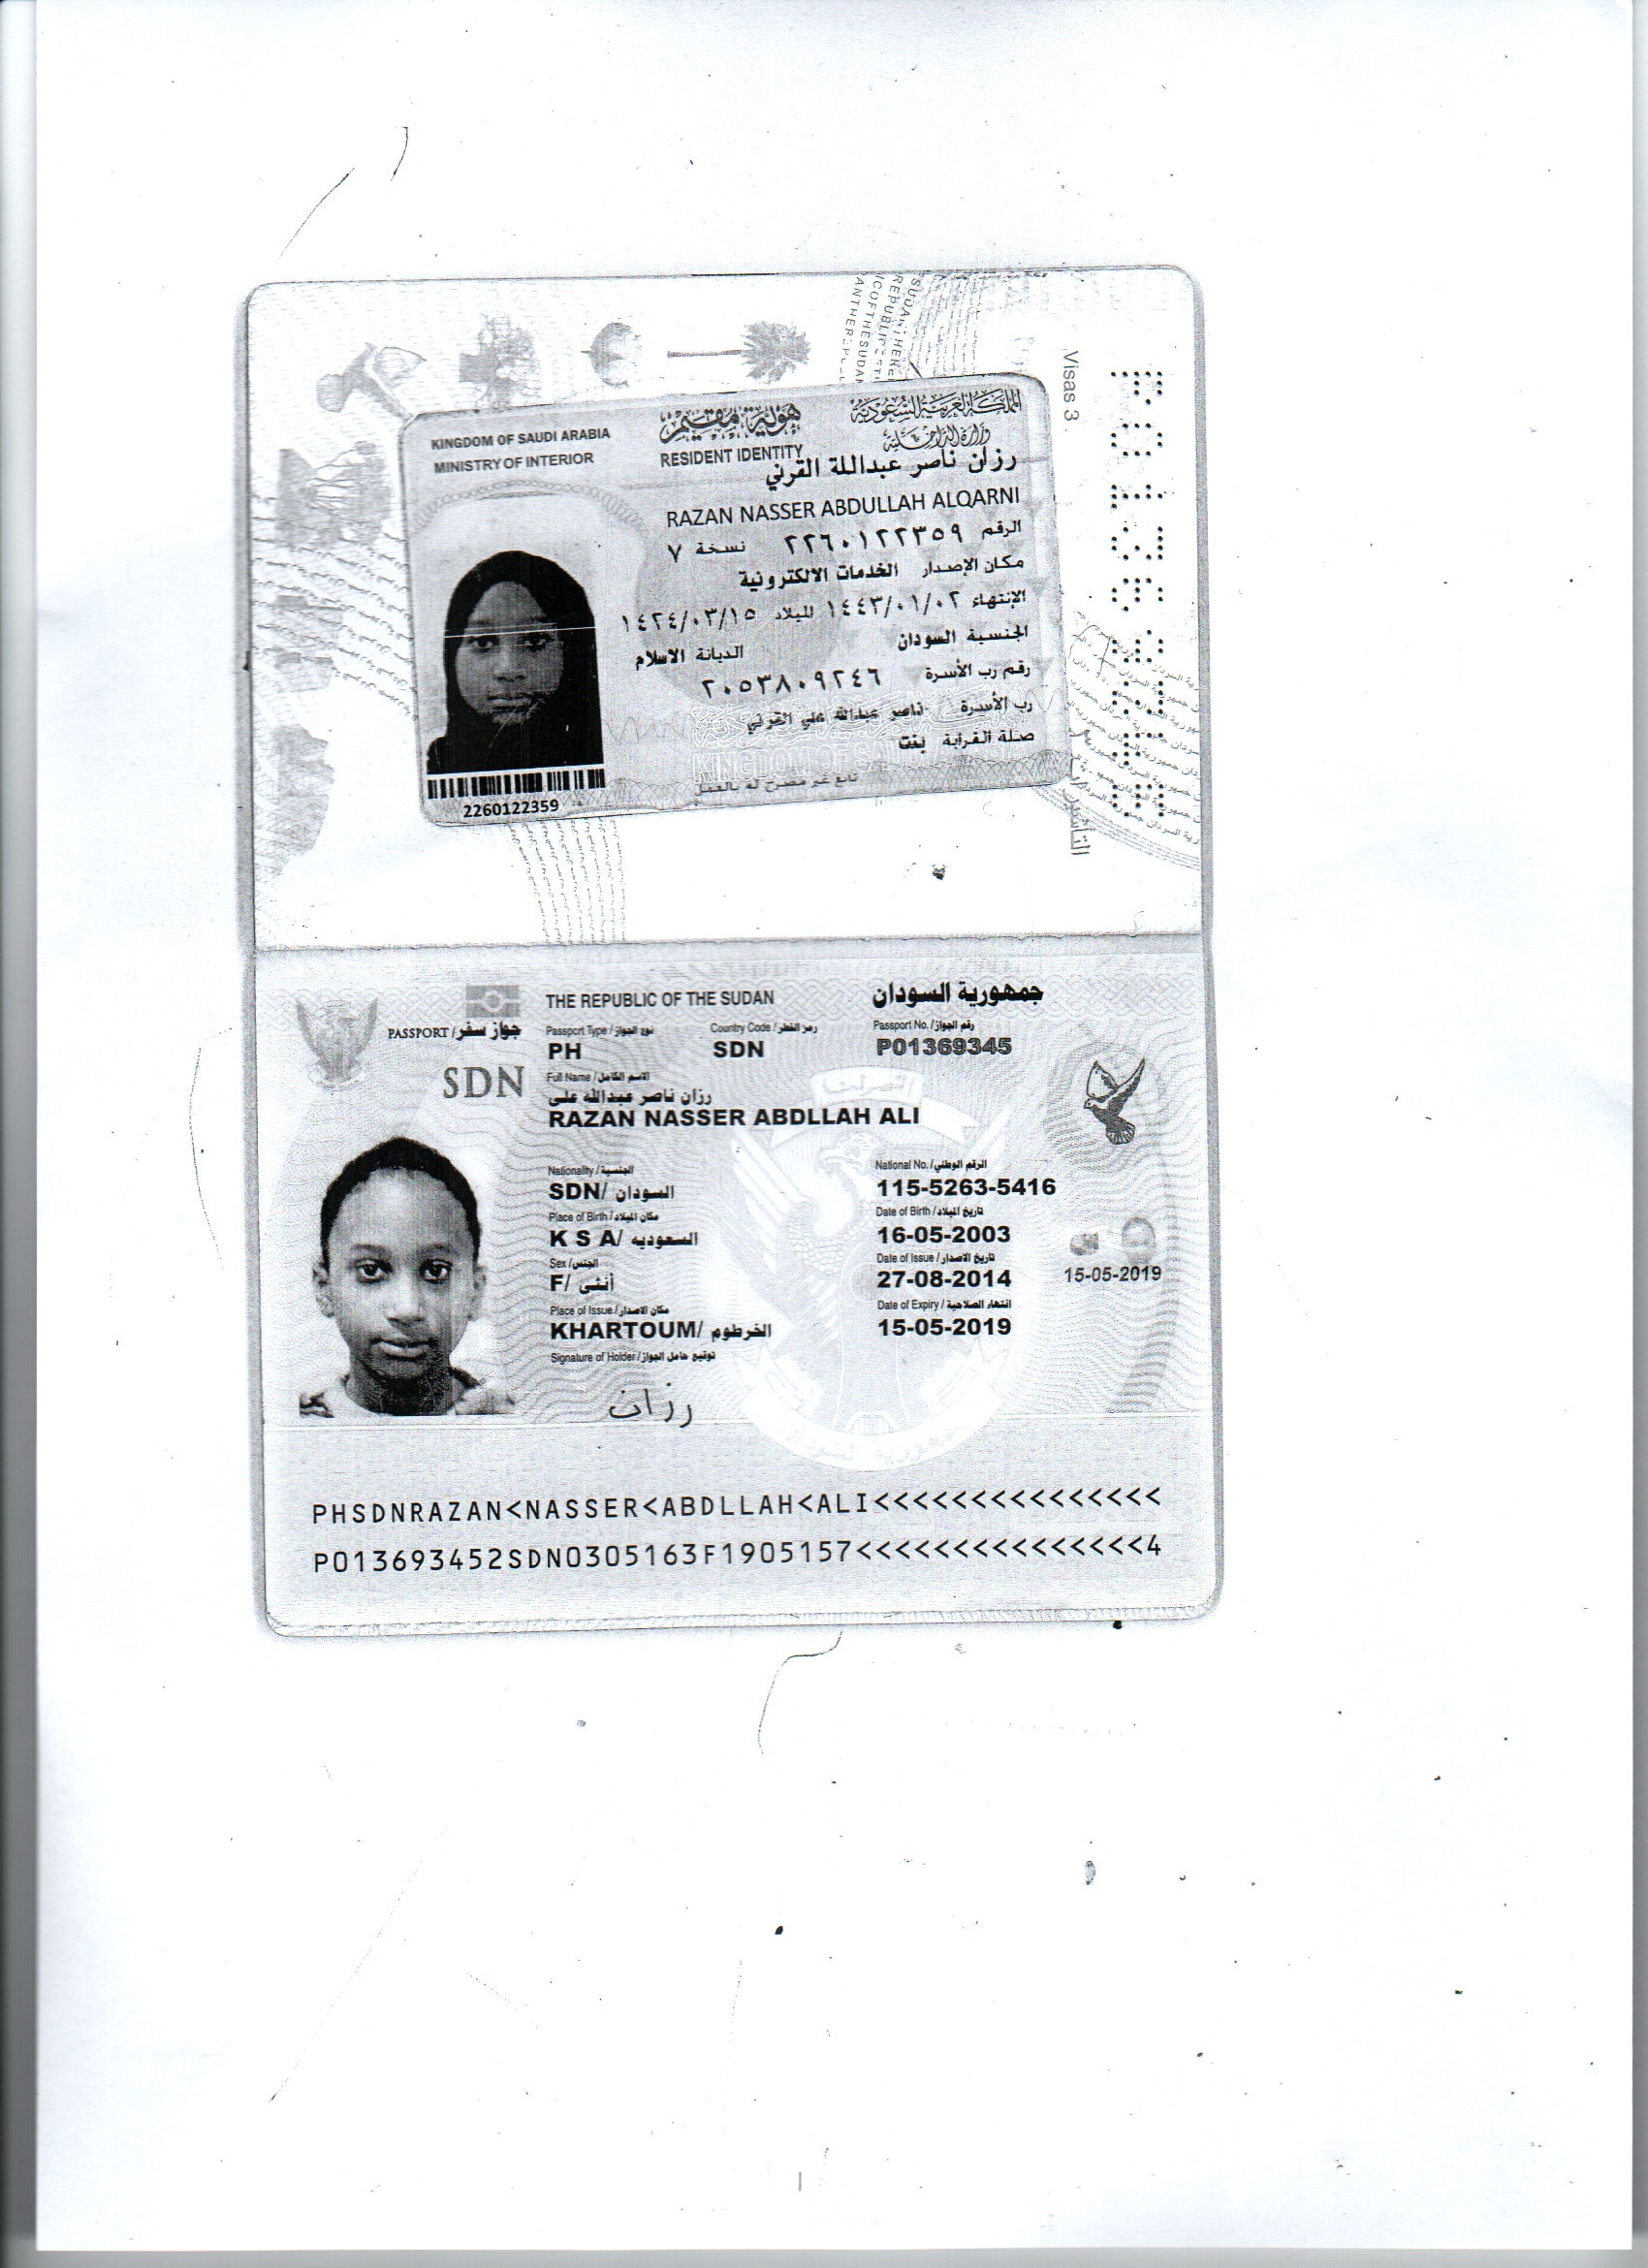 Visas 3
KINGDOM OF SAUDI ARABIA
MINISTRY OF INTERIOR
هوية مقيم
RESIDENT IDENTITY
المملكة العربية السعودية
وزارة الداخلية
رزان ناصر عبداللة القرني
RAZAN NASSER ABDULLAH ALQARNI
الرقم ٢٢٦٠١٢٢٣٥٩ نسخة ٧
مكان الإصدار الخدمات الالكترونية
الإنتهاء ١٤٤٣/٠١/٠٢ الميلاد ١٤٢٤/٠٣/١٥
الجنسية السودان
الديانة الاسلام
رقم رب الأسرة ٢٠٥٣٨٠٩٢٤٦
رب الأسرة ناصر عبدالله علي القرني
صلة القرابة بنت
KINGDOM OF SAUDI
تابع غير مصرح له بالعمل
2260122359
THE REPUBLIC OF THE SUDAN جمهورية السودان
PASSPORT / جواز سفر
SDN
Passport Type / نوع الجواز Country Code / رمز القطر Passport No. / رقم الجواز
PH SDN P01369345
Full Name / الاسم الكامل
رزان ناصر عبدالله على
RAZAN NASSER ABDLLAH ALI
Nationality / الجنسية National No. / الرقم الوطني
SDN/ السودان 115-5263-5416
Place of Birth / مكان الميلاد Date of Birth / تاريخ الميلاد
K S A/ السعوديه 16-05-2003
Sex / الجنس Date of Issue / تاريخ الاصدار
F/ أنثى 27-08-2014
15-05-2019
Place of Issue / مكان الاصدار Date of Expiry / انتهاء الصلاحية
KHARTOUM/ الخرطوم 15-05-2019
Signature of Holder / توقيع حامل الجواز
رزان
PHSDNRAZAN<NASSER<ABDLLAH<ALI<<<<<<<<<<<<<<<
P013693452SDN0305163F1905157<<<<<<<<<<<<<<<4